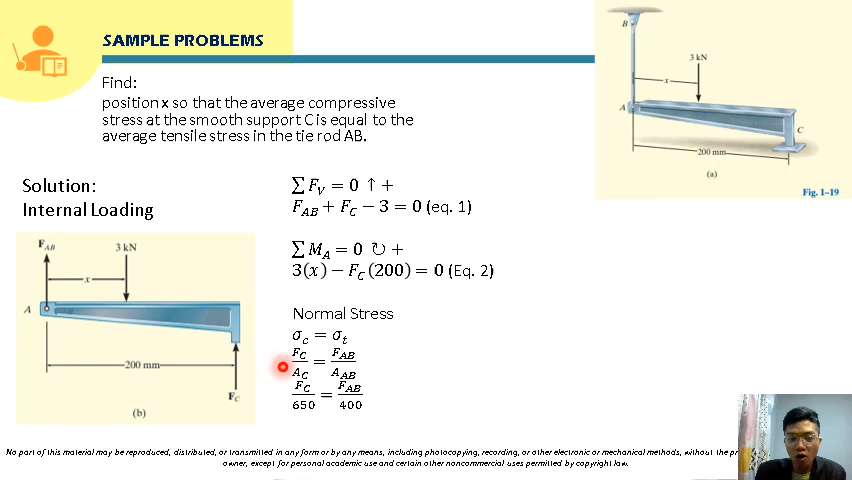 SAMPLE PROBLEMS
Find:
position x so that the average compressive
stress at the smooth support C is equal to the
average tensile stress in the tie rod AB.
B
3 kN
x
A
C
200 mm
(a)
Fig. 1–19
Solution:
Internal Loading
∑ F_V = 0 ↑ +
F_AB + F_C − 3 = 0 (eq. 1)
∑ M_A = 0 ↻ +
3(x) − F_C(200) = 0 (Eq. 2)
Normal Stress
σ_c = σ_t
F_C/A_C = F_AB/A_AB
F_C/650 = F_AB/400
F_AB
3 kN
x
A
200 mm
F_C
(b)
No part of this material may be reproduced, distributed, or transmitted in any form or by any means, including photocopying, recording, or other electronic or mechanical methods, without the pr
owner, except for personal academic use and certain other noncommercial uses permitted by copyright law.